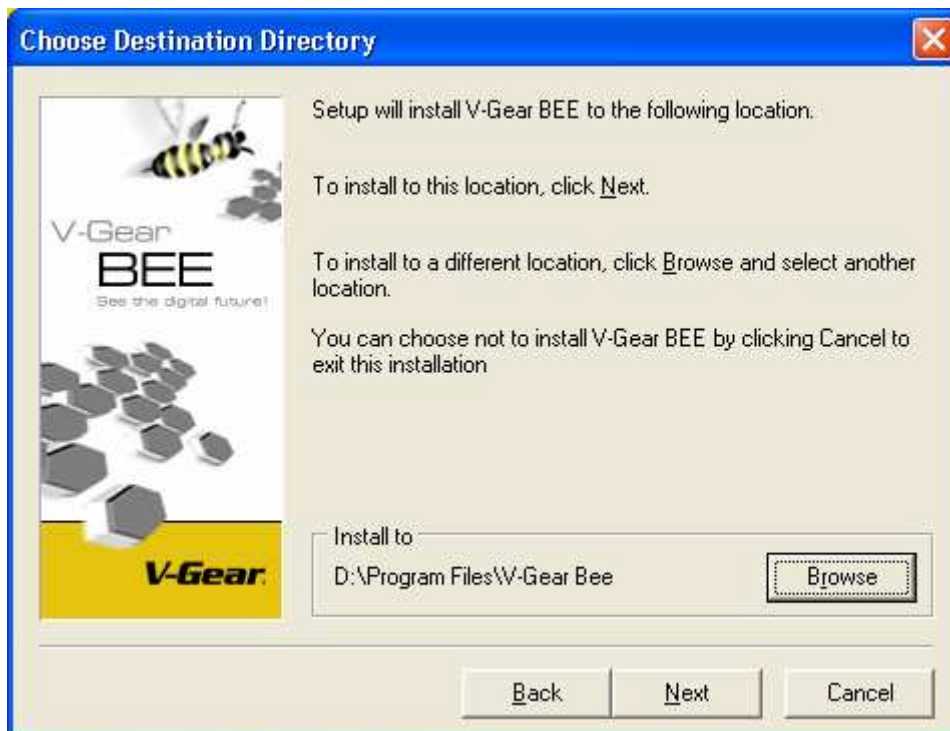 Choose Destination Directory
V-Gear
BEE
See the digital future!
V-Gear
Setup will install V-Gear BEE to the following location.
To install to this location, click Next.
To install to a different location, click Browse and select another
location.
You can choose not to install V-Gear BEE by clicking Cancel to
exit this installation
Install to
D:\Program Files\V-Gear Bee
Browse
Back
Next
Cancel